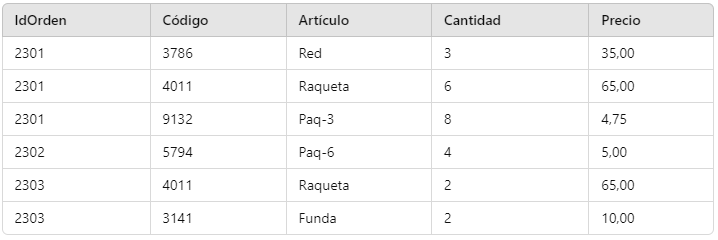 IdOrden Código Artículo Cantidad Precio
2301 3786 Red 3 35,00
2301 4011 Raqueta 6 65,00
2301 9132 Paq-3 8 4,75
2302 5794 Paq-6 4 5,00
2303 4011 Raqueta 2 65,00
2303 3141 Funda 2 10,00